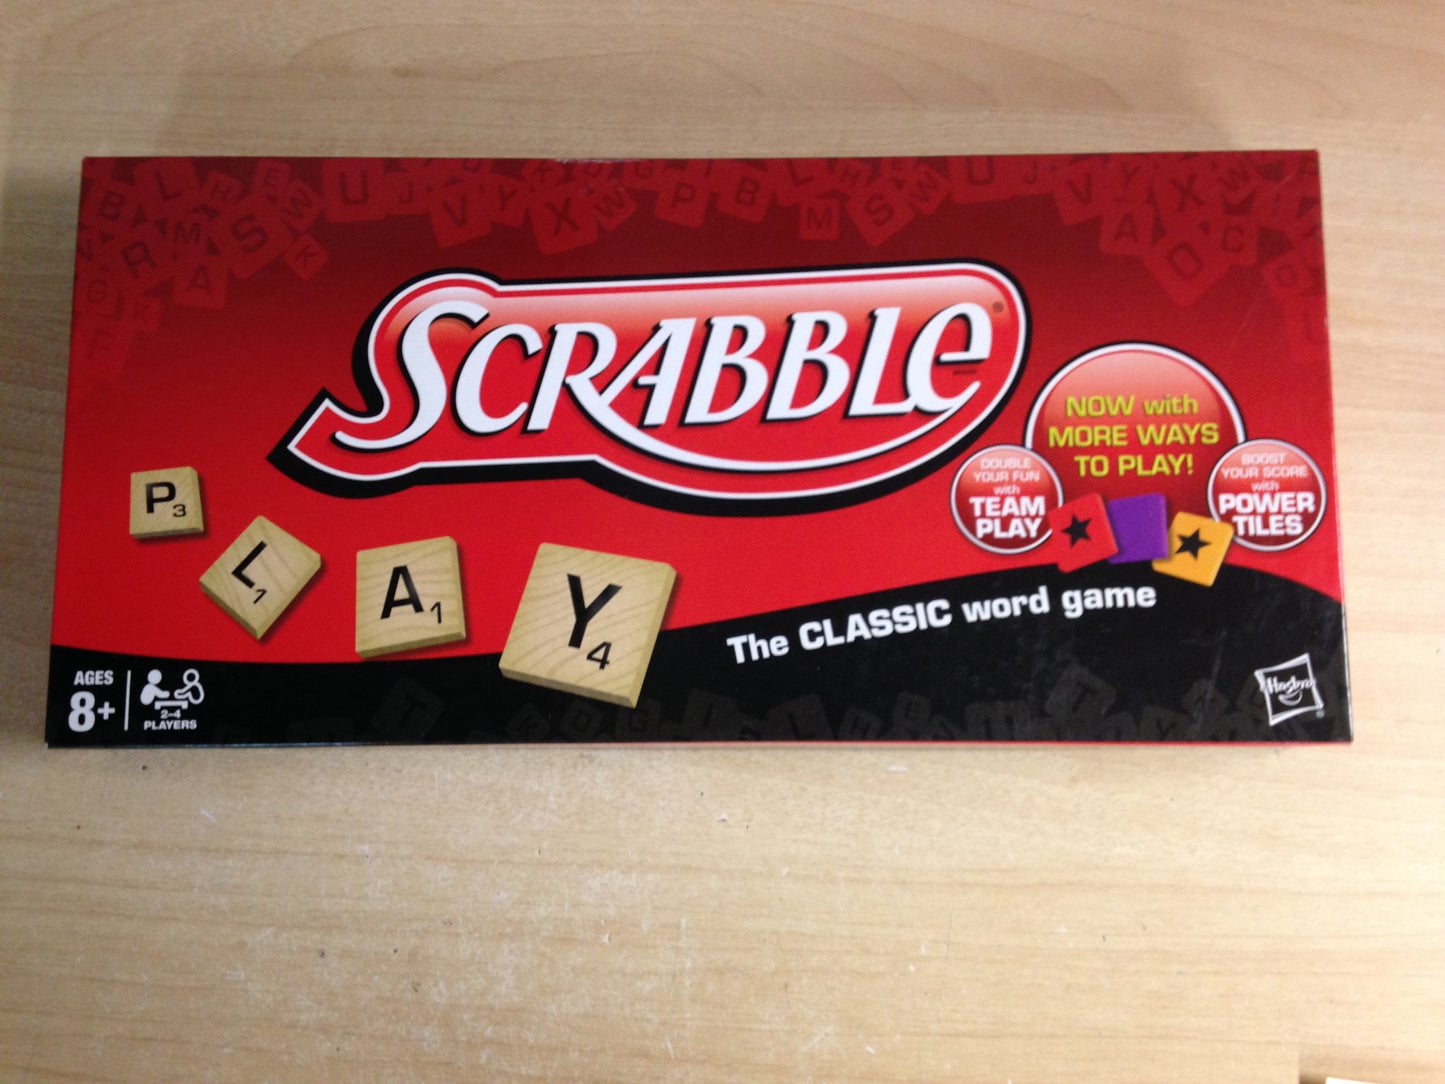 SCRABBLE®
BRAND
NOW with
MORE WAYS
TO PLAY!
DOUBLE
YOUR FUN
with
TEAM
PLAY
BOOST
YOUR SCORE
with
POWER
TILES
P3
L1
A1
Y4
The CLASSIC word game
AGES
8+
2-4
PLAYERS
Hasbro
®